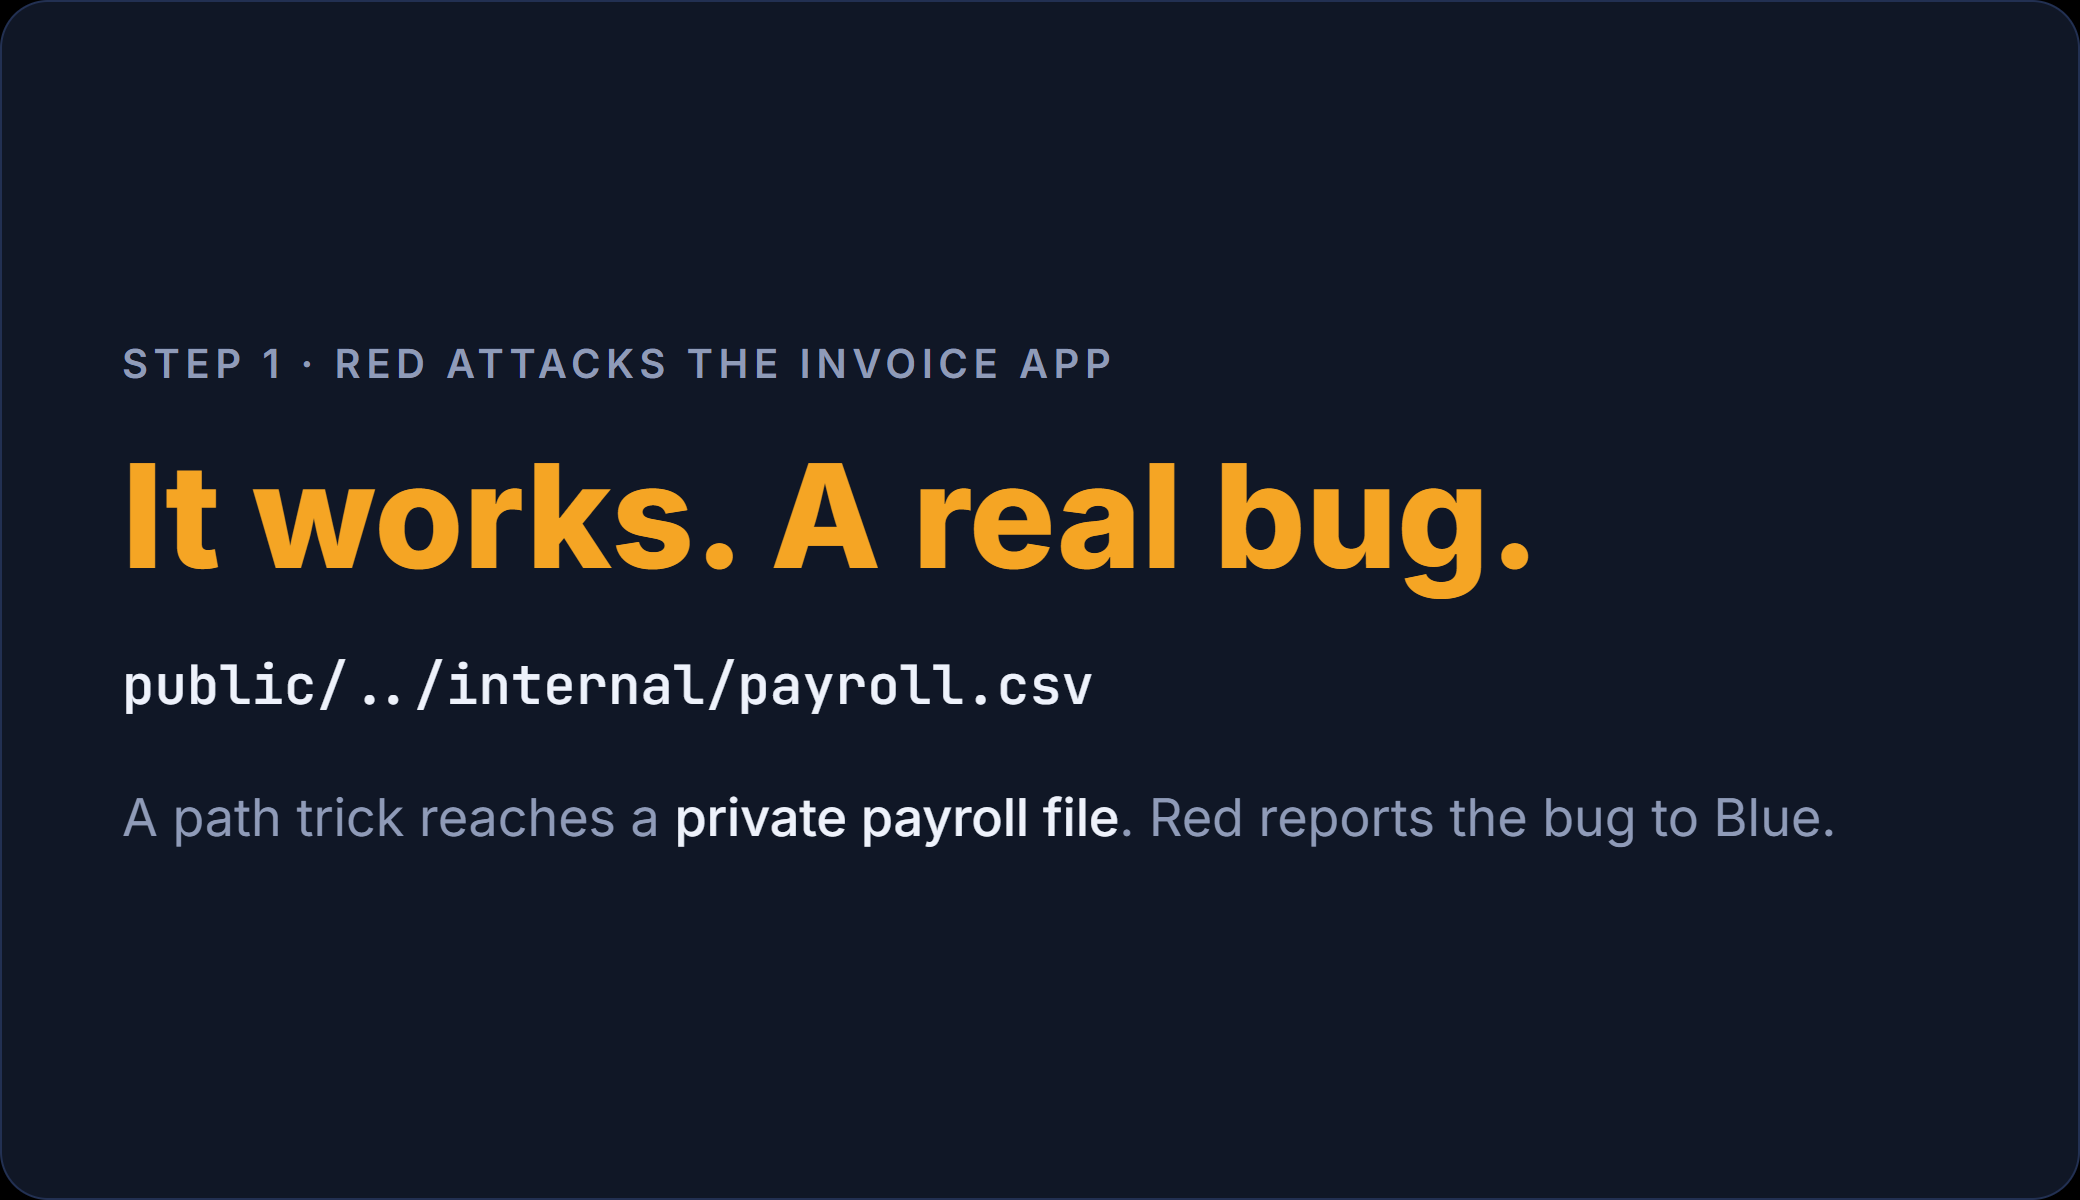 STEP 1 · RED ATTACKS THE INVOICE APP
It works. A real bug.
public/../internal/payroll.csv
A path trick reaches a private payroll file. Red reports the bug to Blue.